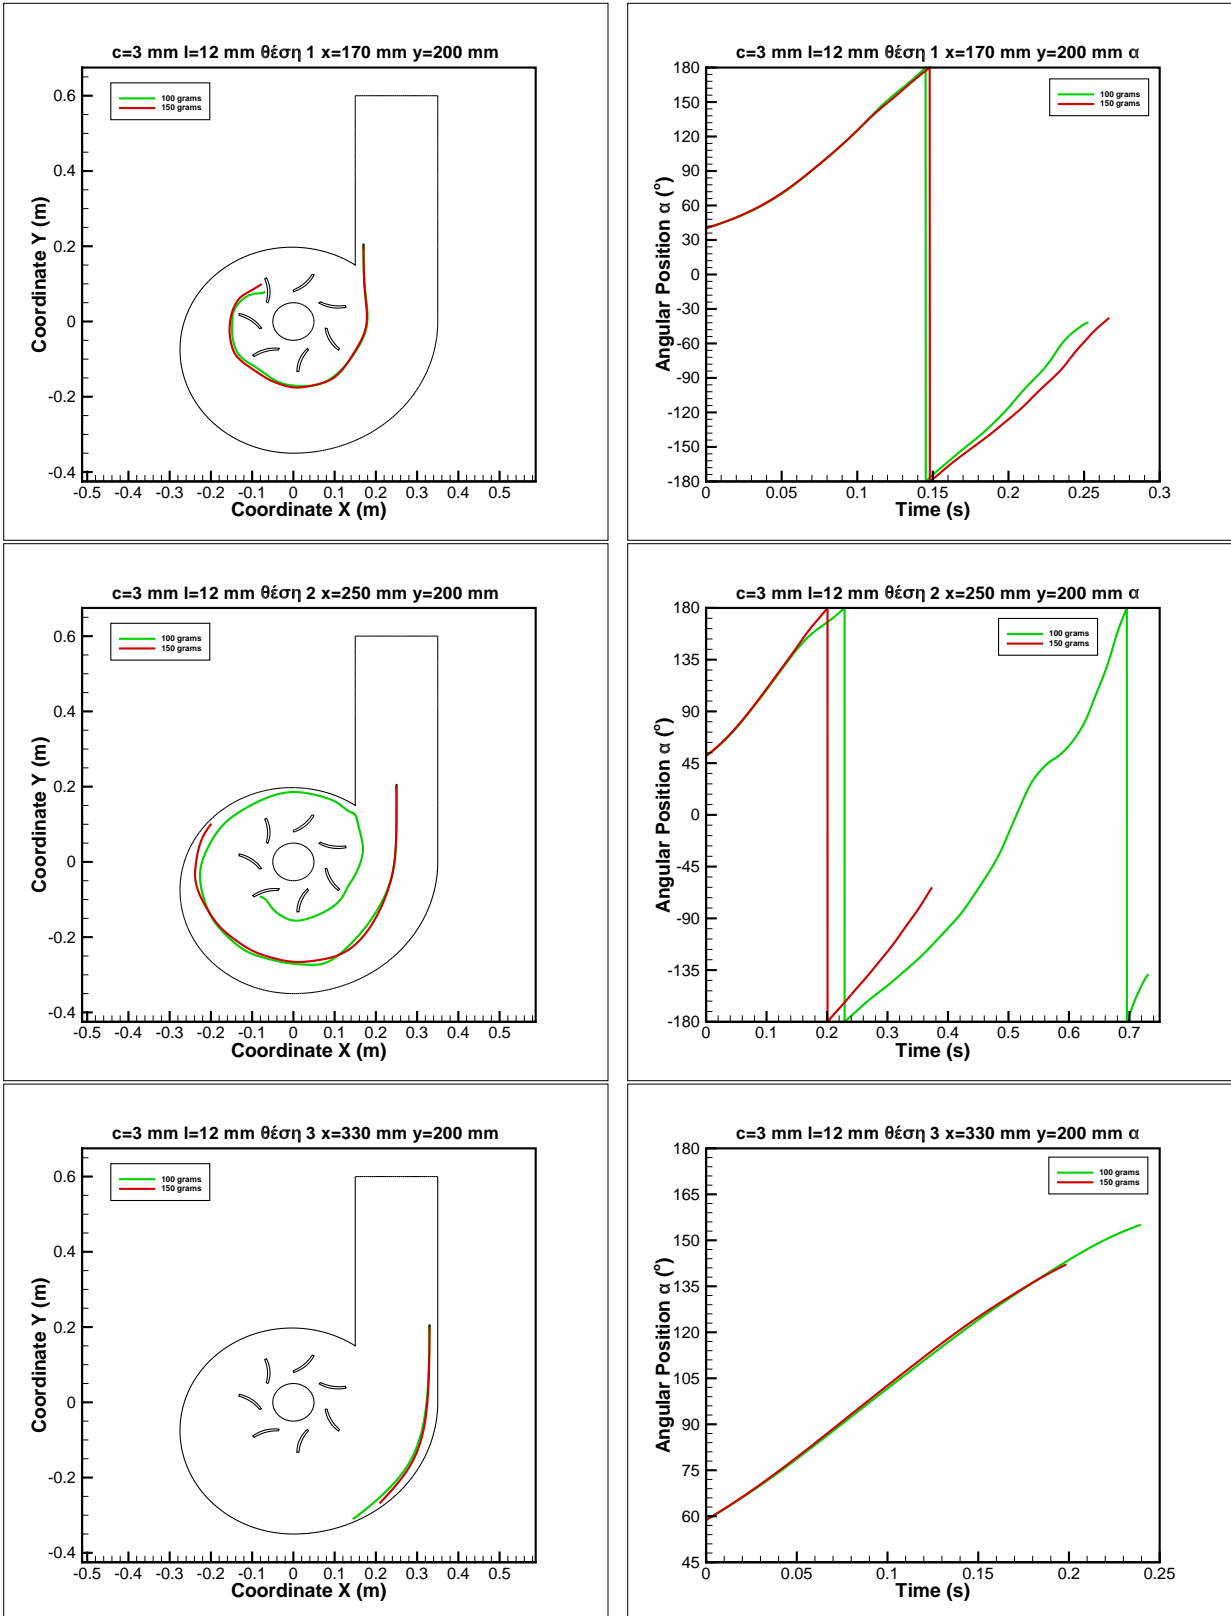 c=3 mm l=12 mm θέση 1 x=170 mm y=200 mm
100 grams
150 grams
Coordinate Y (m)
0.6
0.4
0.2
0
-0.2
-0.4
-0.5 -0.4 -0.3 -0.2 -0.1 0 0.1 0.2 0.3 0.4 0.5
Coordinate X (m)
c=3 mm l=12 mm θέση 1 x=170 mm y=200 mm α
100 grams
150 grams
Angular Position α (°)
180
150
120
90
60
30
0
-30
-60
-90
-120
-150
-180
0 0.05 0.1 0.15 0.2 0.25 0.3
Time (s)
c=3 mm l=12 mm θέση 2 x=250 mm y=200 mm
100 grams
150 grams
Coordinate Y (m)
0.6
0.4
0.2
0
-0.2
-0.4
-0.5 -0.4 -0.3 -0.2 -0.1 0 0.1 0.2 0.3 0.4 0.5
Coordinate X (m)
c=3 mm l=12 mm θέση 2 x=250 mm y=200 mm α
100 grams
150 grams
Angular Position α (°)
180
135
90
45
0
-45
-90
-135
-180
0 0.1 0.2 0.3 0.4 0.5 0.6 0.7
Time (s)
c=3 mm l=12 mm θέση 3 x=330 mm y=200 mm
100 grams
150 grams
Coordinate Y (m)
0.6
0.4
0.2
0
-0.2
-0.4
-0.5 -0.4 -0.3 -0.2 -0.1 0 0.1 0.2 0.3 0.4 0.5
Coordinate X (m)
c=3 mm l=12 mm θέση 3 x=330 mm y=200 mm α
100 grams
150 grams
Angular Position α (°)
180
165
150
135
120
105
90
75
60
45
0 0.05 0.1 0.15 0.2 0.25
Time (s)